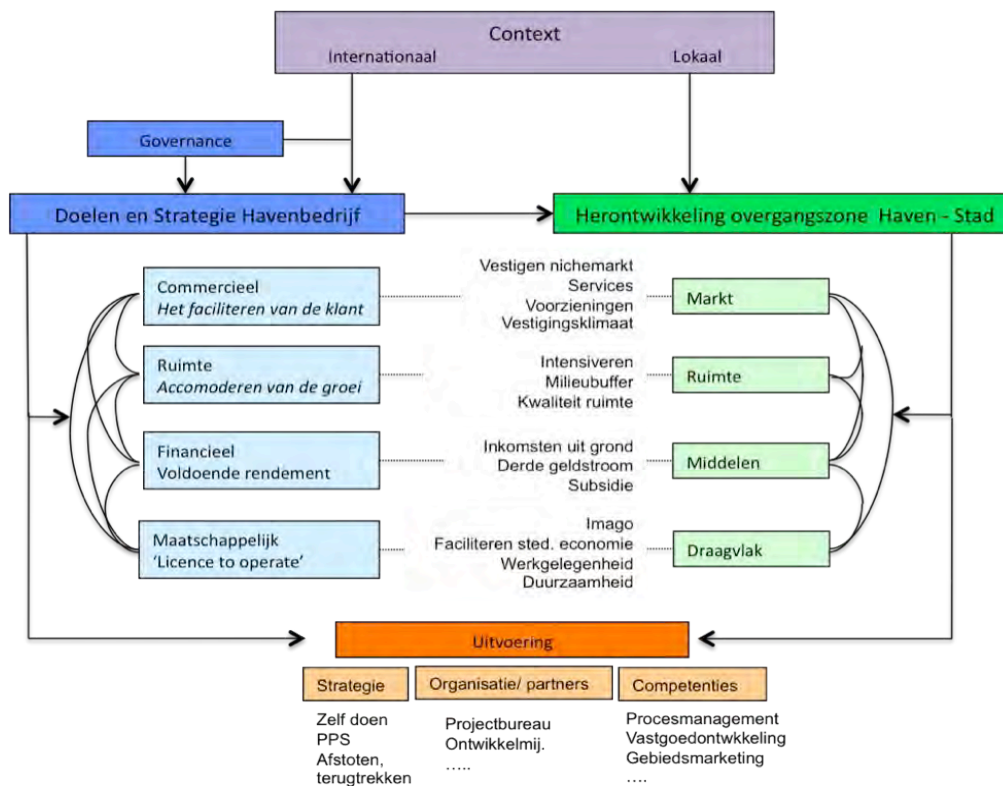 Context
Internationaal
Lokaal
Governance
Doelen en Strategie Havenbedrijf
Herontwikkeling overgangszone Haven - Stad
Commercieel
Het faciliteren van de klant
Vestigen nichemarkt
Services
Voorzieningen
Vestigingsklimaat
Markt
Ruimte
Accomoderen van de groei
Intensiveren
Milieubuffer
Kwaliteit ruimte
Ruimte
Financieel
Voldoende rendement
Inkomsten uit grond
Derde geldstroom
Subsidie
Middelen
Maatschappelijk
‘Licence to operate’
Imago
Faciliteren sted. economie
Werkgelegenheid
Duurzaamheid
Draagvlak
Uitvoering
Strategie
Zelf doen
PPS
Afstoten,
terugtrekken
Organisatie/ partners
Projectbureau
Ontwikkelmij.
.....
Competenties
Procesmanagement
Vastgoedontwkkeling
Gebiedsmarketing
....